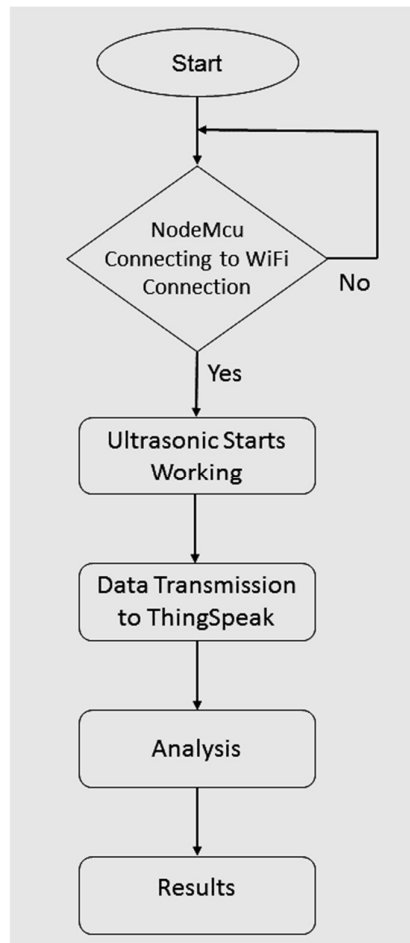 Start
NodeMcu
Connecting to WiFi
Connection
No
Yes
Ultrasonic Starts
Working
Data Transmission
to ThingSpeak
Analysis
Results